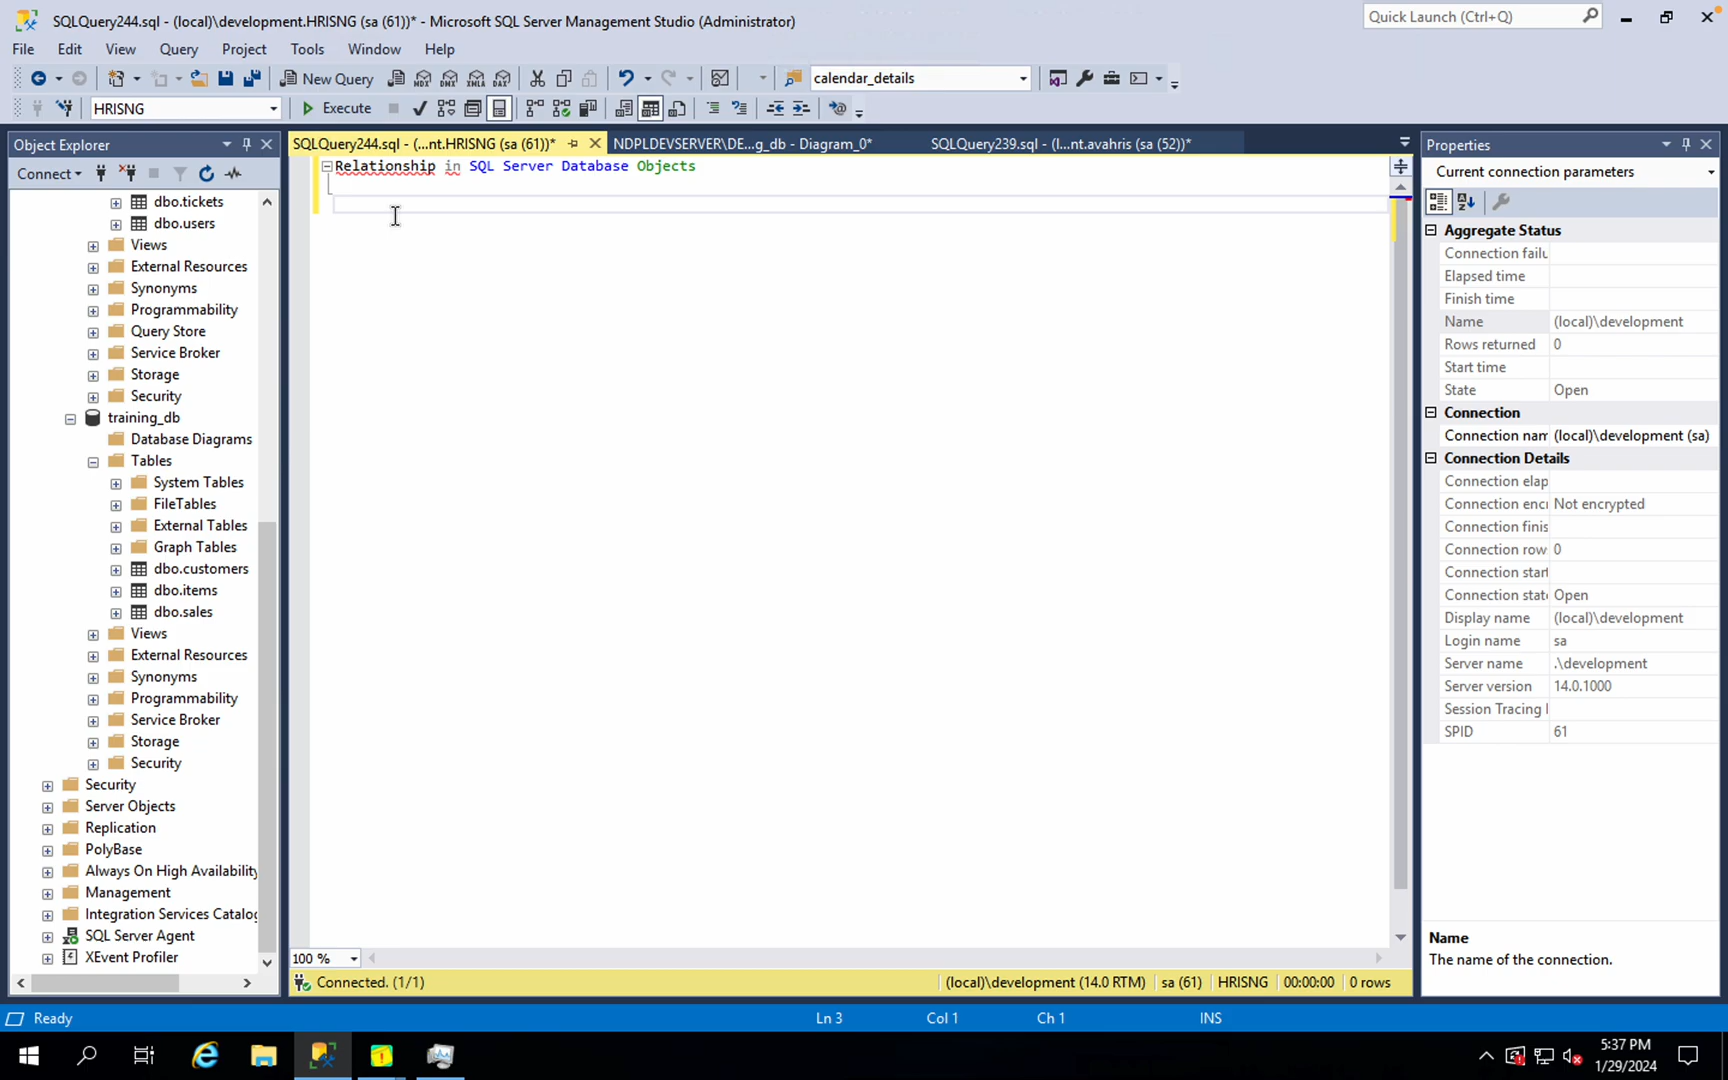 SQLQuery244.sql - (local)\development.HRISNG (sa (61))* - Microsoft SQL Server Management Studio (Administrator)
Quick Launch (Ctrl+Q)
File Edit View Query Project Tools Window Help
New Query
MDX DMX XMLA DAX
calendar_details
HRISNG
Execute
Object Explorer
Connect
dbo.tickets
dbo.users
Views
External Resources
Synonyms
Programmability
Query Store
Service Broker
Storage
Security
training_db
Database Diagrams
Tables
System Tables
FileTables
External Tables
Graph Tables
dbo.customers
dbo.items
dbo.sales
Views
External Resources
Synonyms
Programmability
Service Broker
Storage
Security
Security
Server Objects
Replication
PolyBase
Always On High Availability
Management
Integration Services Catalog
SQL Server Agent
XEvent Profiler
SQLQuery244.sql - (...nt.HRISNG (sa (61))*
NDPLDEVSERVER\DE...g_db - Diagram_0*
SQLQuery239.sql - (l...nt.avahris (sa (52))*
Relationship in SQL Server Database Objects
100 %
Connected. (1/1)
(local)\development (14.0 RTM) sa (61) HRISNG 00:00:00 0 rows
Properties
Current connection parameters
Aggregate Status
Connection failu
Elapsed time
Finish time
Name (local)\development
Rows returned 0
Start time
State Open
Connection
Connection nam (local)\development (sa)
Connection Details
Connection elap
Connection encr Not encrypted
Connection finis
Connection row 0
Connection start
Connection stat Open
Display name (local)\development
Login name sa
Server name .\development
Server version 14.0.1000
Session Tracing I
SPID 61
Name
The name of the connection.
Ready
Ln 3 Col 1 Ch 1 INS
5:37 PM
1/29/2024